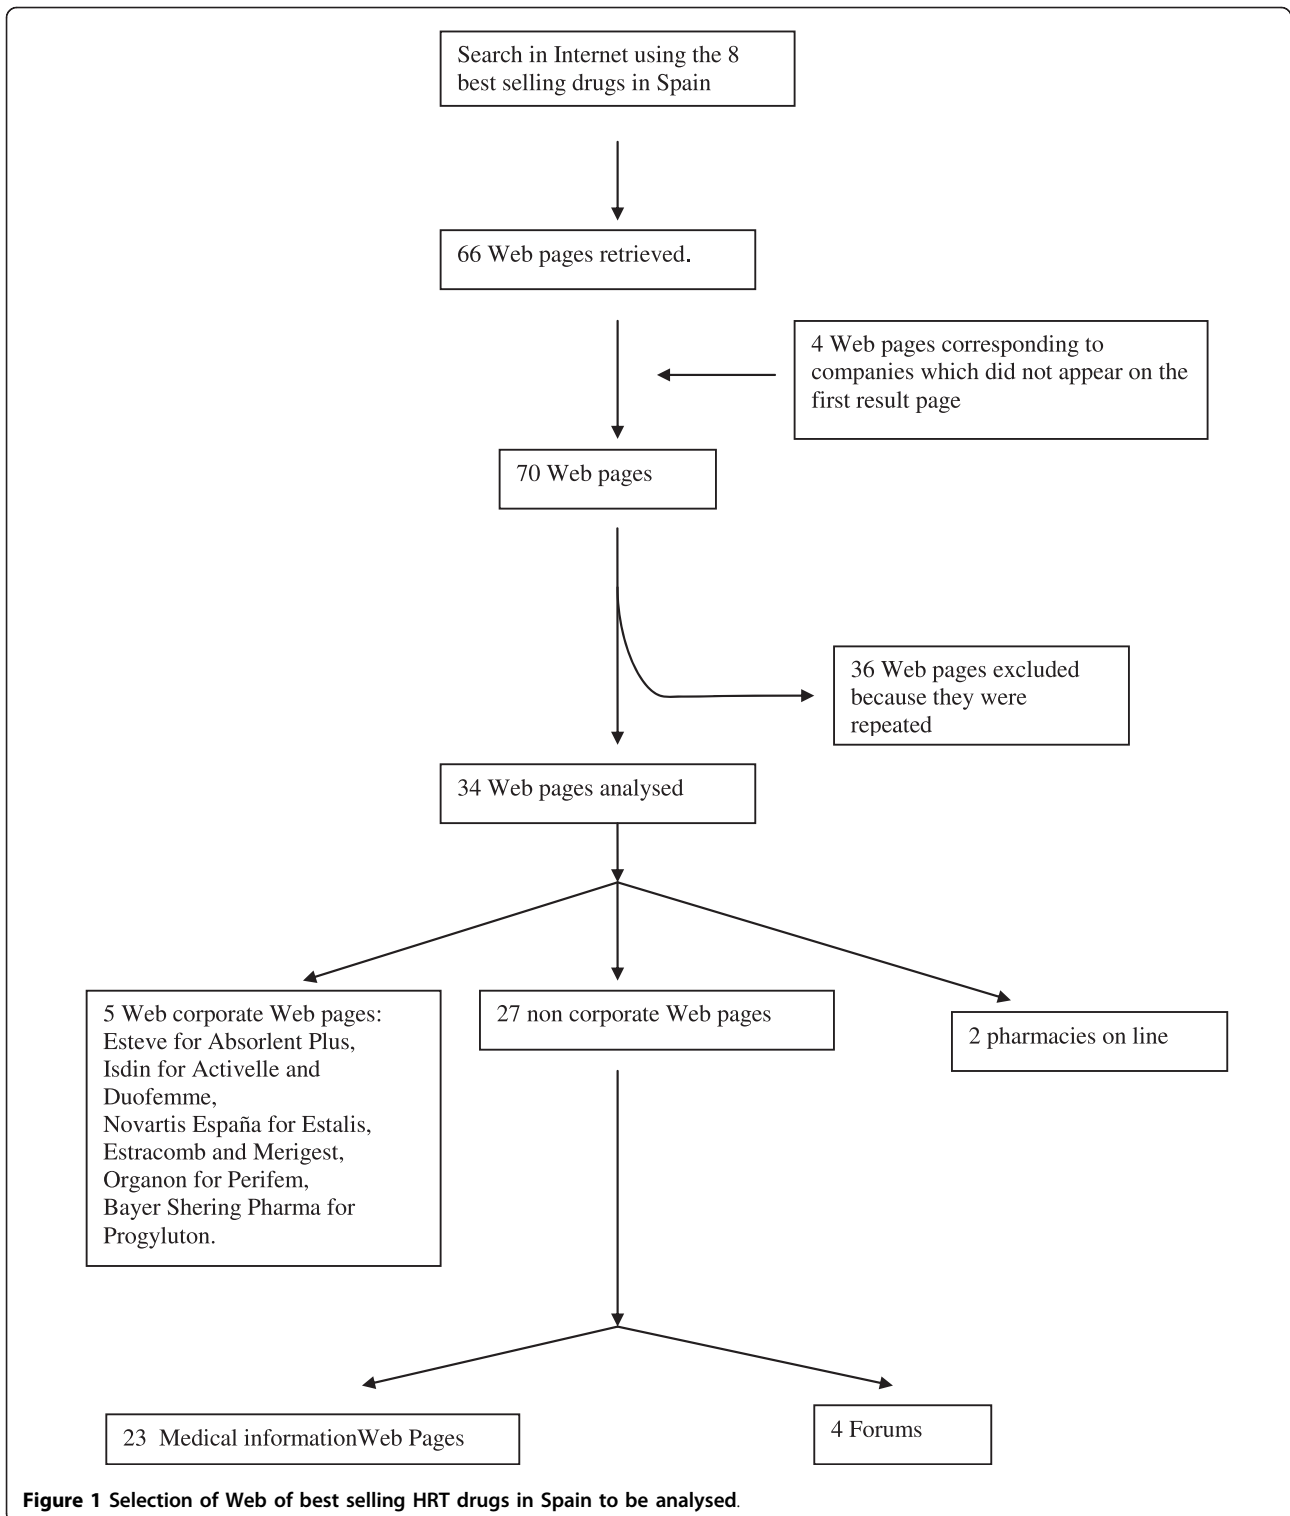 Search in Internet using the 8
best selling drugs in Spain
66 Web pages retrieved.
4 Web pages corresponding to
companies which did not appear on the
first result page
70 Web pages
36 Web pages excluded
because they were
repeated
34 Web pages analysed
5 Web corporate Web pages:
Esteve for Absorlent Plus,
Isdin for Activelle and
Duofemme,
Novartis España for Estalis,
Estracomb and Merigest,
Organon for Perifem,
Bayer Shering Pharma for
Progyluton.
27 non corporate Web pages
2 pharmacies on line
23  Medical informationWeb Pages
4 Forums
Figure 1 Selection of Web of best selling HRT drugs in Spain to be analysed.